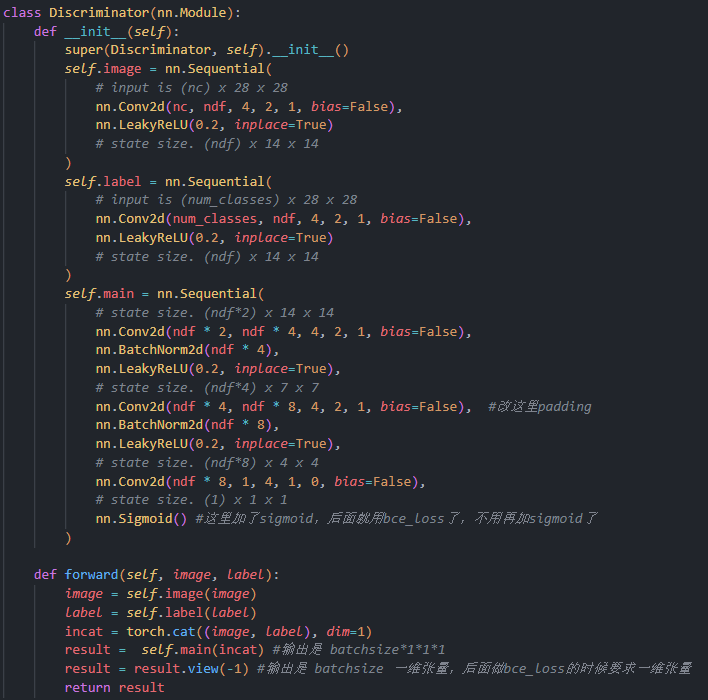 class Discriminator(nn.Module):
    def __init__(self):
        super(Discriminator, self).__init__()
        self.image = nn.Sequential(
            # input is (nc) x 28 x 28
            nn.Conv2d(nc, ndf, 4, 2, 1, bias=False),
            nn.LeakyReLU(0.2, inplace=True)
            # state size. (ndf) x 14 x 14
        )
        self.label = nn.Sequential(
            # input is (num_classes) x 28 x 28
            nn.Conv2d(num_classes, ndf, 4, 2, 1, bias=False),
            nn.LeakyReLU(0.2, inplace=True)
            # state size. (ndf) x 14 x 14
        )
        self.main = nn.Sequential(
            # state size. (ndf*2) x 14 x 14
            nn.Conv2d(ndf * 2, ndf * 4, 4, 2, 1, bias=False),
            nn.BatchNorm2d(ndf * 4),
            nn.LeakyReLU(0.2, inplace=True),
            # state size. (ndf*4) x 7 x 7
            nn.Conv2d(ndf * 4, ndf * 8, 4, 2, 1, bias=False),  #改这里padding
            nn.BatchNorm2d(ndf * 8),
            nn.LeakyReLU(0.2, inplace=True),
            # state size. (ndf*8) x 4 x 4
            nn.Conv2d(ndf * 8, 1, 4, 1, 0, bias=False),
            # state size. (1) x 1 x 1
            nn.Sigmoid() #这里加了sigmoid，后面就用bce_loss了，不用再加sigmoid了
        )

    def forward(self, image, label):
        image = self.image(image)
        label = self.label(label)
        incat = torch.cat((image, label), dim=1)
        result =  self.main(incat) #输出是 batchsize*1*1*1
        result = result.view(-1) #输出是 batchsize 一维张量，后面做bce_loss的时候要求一维张量
        return result